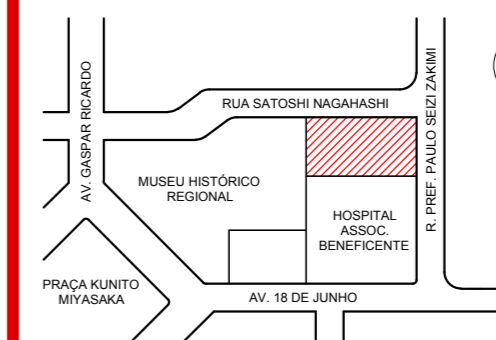 AV. GASPAR RICARDO
RUA SATOSHI NAGAHASHI
R. PREF. PAULO SEIZI ZAKIMI
MUSEU HISTÓRICO
REGIONAL
HOSPITAL
ASSOC.
BENEFICENTE
PRAÇA KUNITO
MIYASAKA
AV. 18 DE JUNHO